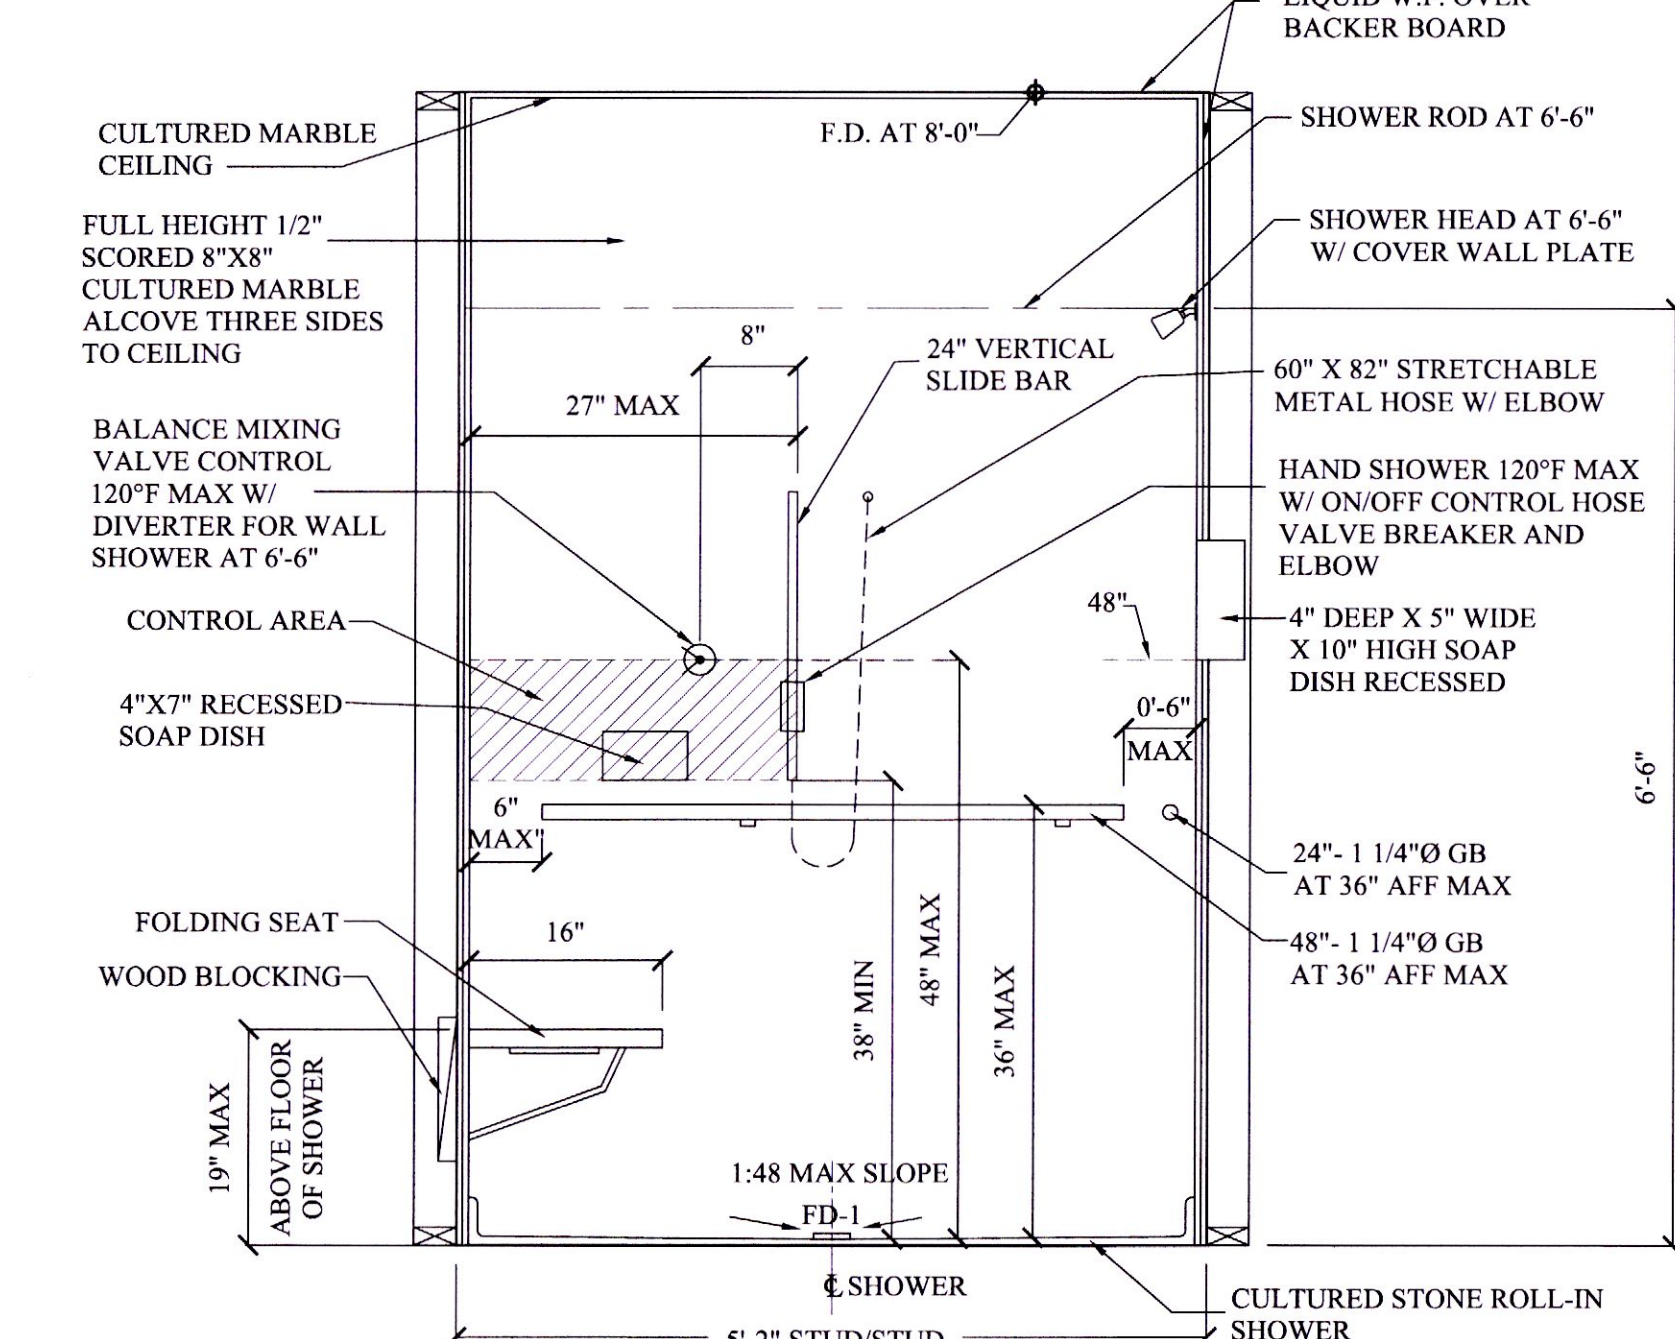 LIQUID W.P. OVER
BACKER BOARD
CULTURED MARBLE
CEILING
F.D. AT 8'-0"
SHOWER ROD AT 6'-6"
FULL HEIGHT 1/2"
SCORED 8"X8"
CULTURED MARBLE
ALCOVE THREE SIDES
TO CEILING
SHOWER HEAD AT 6'-6"
W/ COVER WALL PLATE
8"
24" VERTICAL
SLIDE BAR
27" MAX
60" X 82" STRETCHABLE
METAL HOSE W/ ELBOW
BALANCE MIXING
VALVE CONTROL
120°F MAX W/
DIVERTER FOR WALL
SHOWER AT 6'-6"
HAND SHOWER 120°F MAX
W/ ON/OFF CONTROL HOSE
VALVE BREAKER AND
ELBOW
CONTROL AREA
48"
4" DEEP X 5" WIDE
X 10" HIGH SOAP
DISH RECESSED
4"X7" RECESSED
SOAP DISH
0'-6"
MAX
6'-6"
6"
MAX"
24"- 1 1/4"Ø GB
AT 36" AFF MAX
FOLDING SEAT
16"
48"- 1 1/4"Ø GB
AT 36" AFF MAX
WOOD BLOCKING
38" MIN
48" MAX
36" MAX
19" MAX
ABOVE FLOOR
OF SHOWER
1:48 MAX SLOPE
FD-1
℄ SHOWER
CULTURED STONE ROLL-IN
SHOWER
5'-2" STUD/STUD